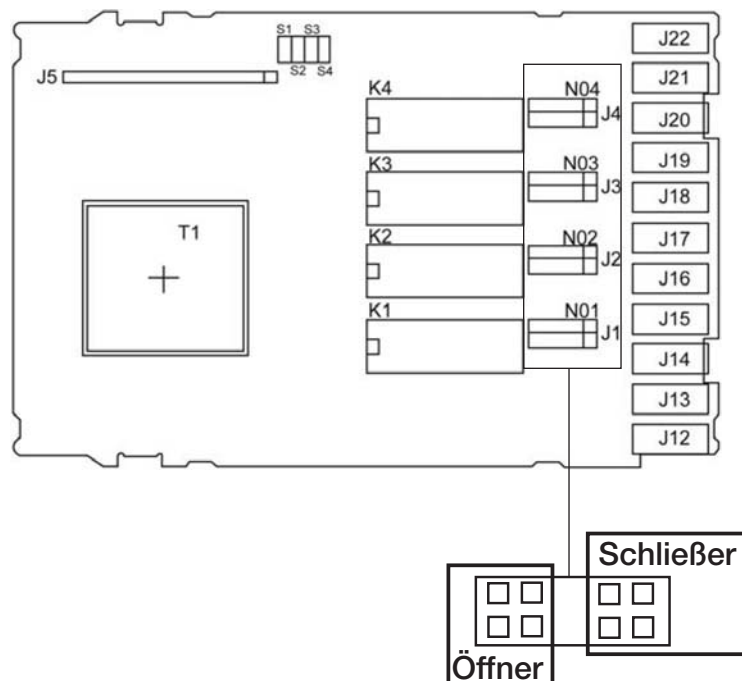 S1 S3
S2 S4
J5
K4
N04
J4
K3
N03
J3
K2
N02
J2
K1
N01
J1
T1
J22
J21
J20
J19
J18
J17
J16
J15
J14
J13
J12
Schließer
Öffner